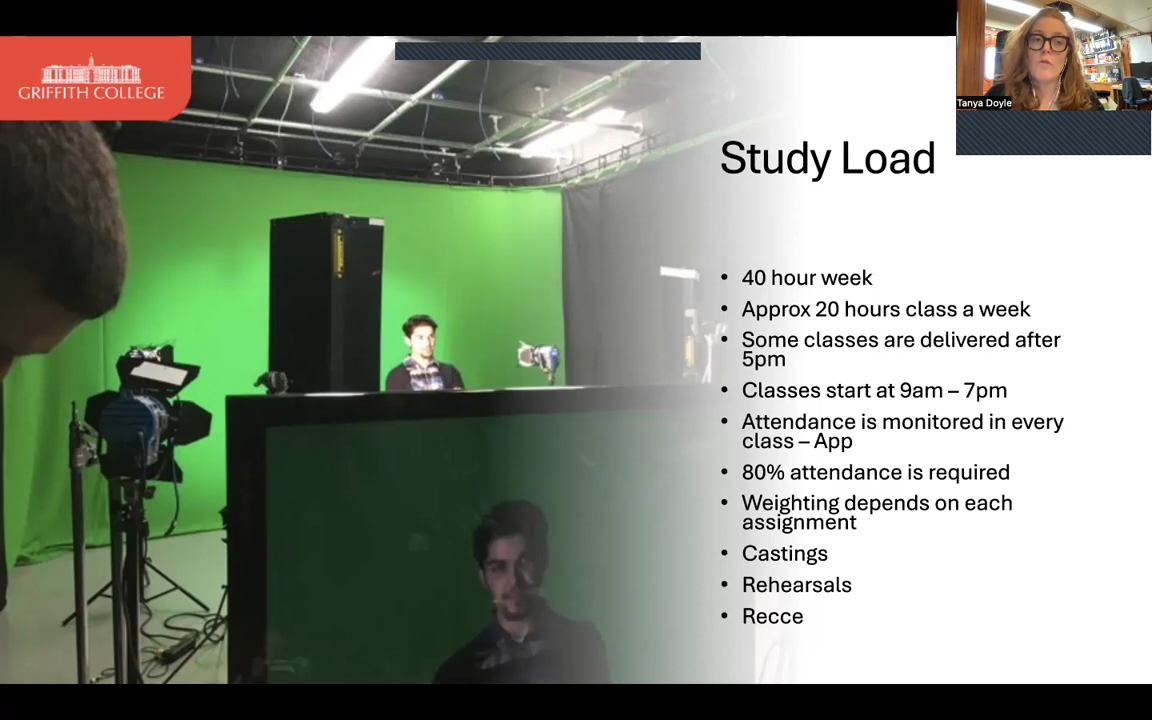 GRIFFITH COLLEGE
Tanya Doyle
Study Load
• 40 hour week
• Approx 20 hours class a week
• Some classes are delivered after
5pm
• Classes start at 9am – 7pm
• Attendance is monitored in every
class – App
• 80% attendance is required
• Weighting depends on each
assignment
• Castings
• Rehearsals
• Recce